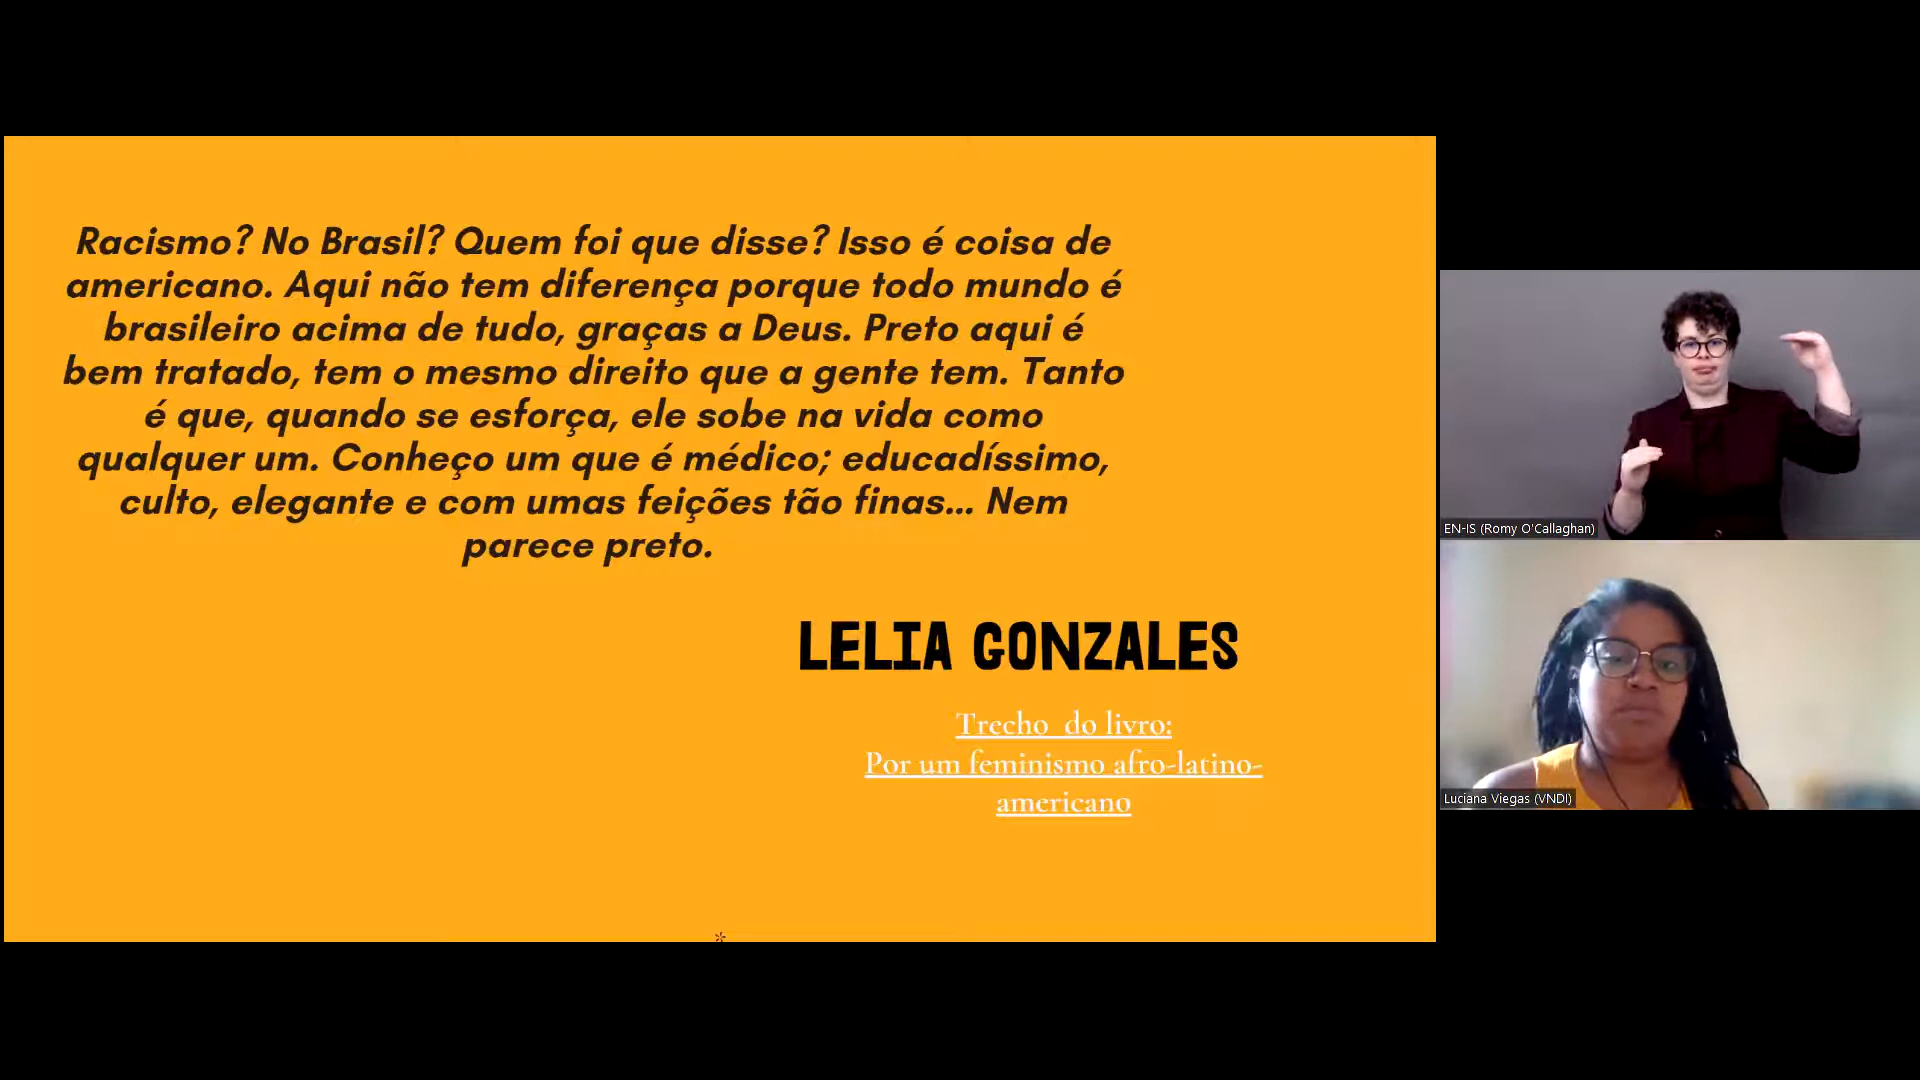 Racismo? No Brasil? Quem foi que disse? Isso é coisa de
americano. Aqui não tem diferença porque todo mundo é
brasileiro acima de tudo, graças a Deus. Preto aqui é
bem tratado, tem o mesmo direito que a gente tem. Tanto
é que, quando se esforça, ele sobe na vida como
qualquer um. Conheço um que é médico; educadíssimo,
culto, elegante e com umas feições tão finas... Nem
parece preto.
LELIA GONZALES
Trecho do livro:
Por um feminismo afro-latino-
americano
EN-IS (Romy O'Callaghan)
Luciana Viegas (VNDI)